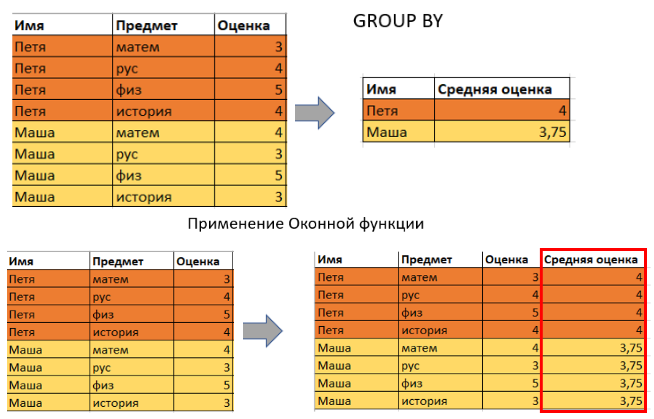 GROUP BY
Имя Предмет Оценка
Петя матем 3
Петя рус 4
Петя физ 5
Петя история 4
Маша матем 4
Маша рус 3
Маша физ 5
Маша история 3
Имя Средняя оценка
Петя 4
Маша 3,75
Применение Оконной функции
Имя Предмет Оценка
Петя матем 3
Петя рус 4
Петя физ 5
Петя история 4
Маша матем 4
Маша рус 3
Маша физ 5
Маша история 3
Имя Предмет Оценка Средняя оценка
Петя матем 3 4
Петя рус 4 4
Петя физ 5 4
Петя история 4 4
Маша матем 4 3,75
Маша рус 3 3,75
Маша физ 5 3,75
Маша история 3 3,75